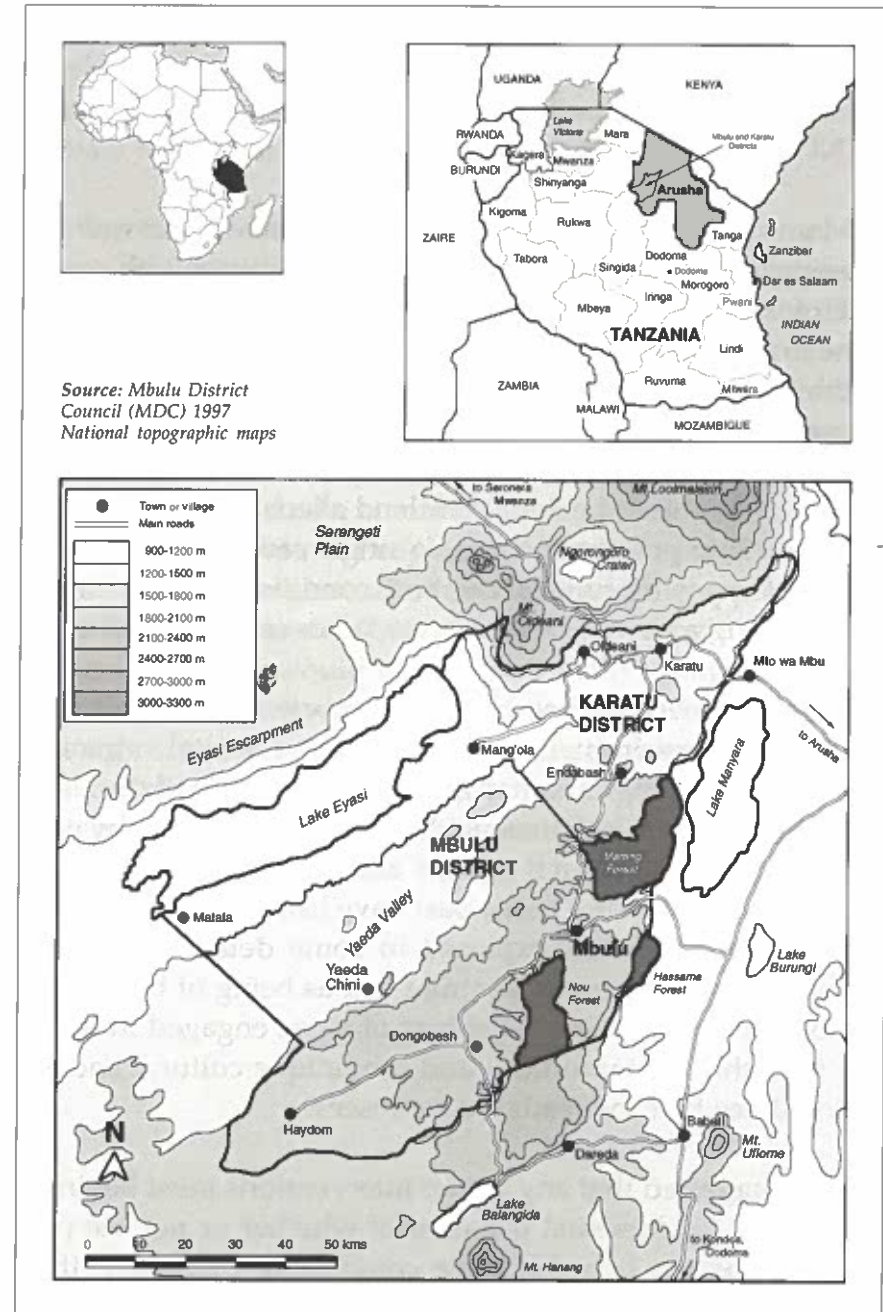 UGANDA
KENYA
Lake
Victoria
Mara
Mbulu and Karatu
Districts
RWANDA
Kagera
Mwanza
BURUNDI
Shinyanga
Arusha
Kigoma
Rukwa
Tanga
ZAIRE
Zanzibar
Tabora
Singida
Dodoma
Dodoma
Dar es Salaam
Morogoro
Iringa
Pwani
Mbeya
INDIAN
OCEAN
TANZANIA
Lindi
ZAMBIA
Ruvuma
Mtwara
MALAWI
MOZAMBIQUE
Source: Mbulu District
Council (MDC) 1997
National topographic maps
Town or village
Main roads
900-1200 m
1200-1500 m
1500-1800 m
1800-2100 m
2100-2400 m
2400-2700 m
2700-3000 m
3000-3300 m
to Seronera
Mwanza
Mt. Loolmalasin
Serengeti
Plain
Ngorongoro
Crater
Mt.
Oldeani
Oldeani
Karatu
Mto wa Mbu
KARATU
DISTRICT
to Arusha
Eyasi Escarpment
Mang'ola
Endabash
Lake Manyara
Lake Eyasi
MBULU
DISTRICT
Marang
Forest
Matala
Yaeda Valley
Mbulu
Yaeda
Chini
Lake
Burungi
Nou
Forest
Hassama
Forest
Dongobesh
Haydom
N
Babati
Dareda
Mt.
Ufiome
Lake
Balangida
to Kondoa,
Dodoma
0 10 20 30 40 50 kms
Mt. Hanang